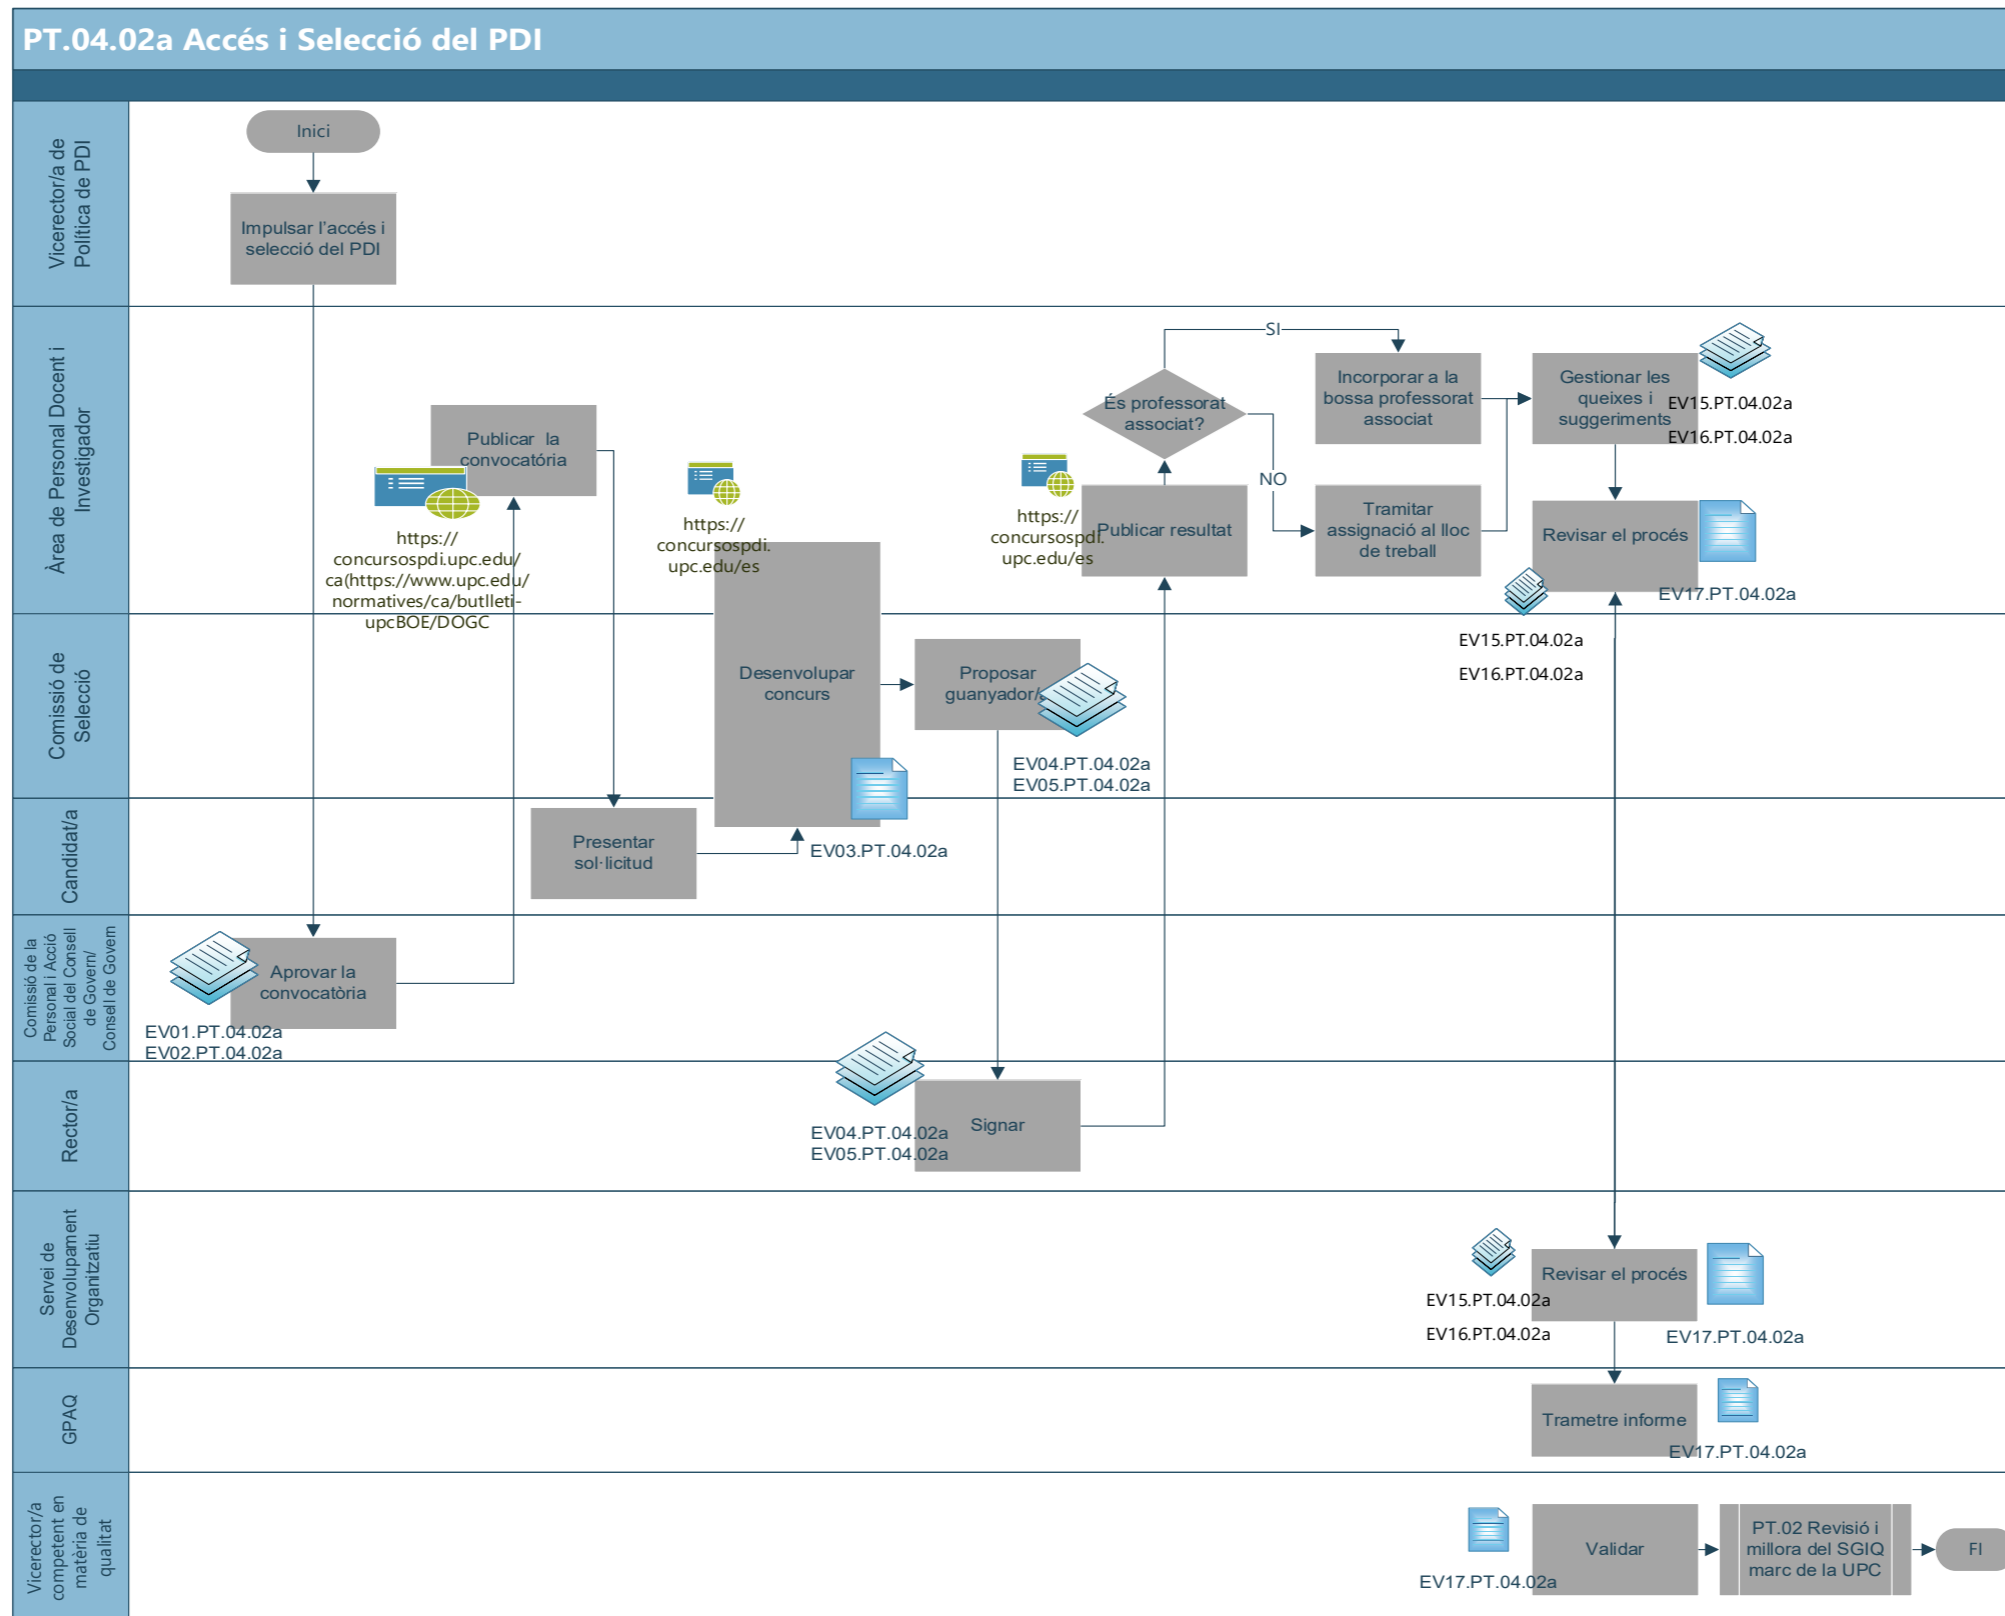 PT.04.02a Accés i Selecció del PDI
Vicerector/a de
Política de PDI
Inici
Impulsar l'accés i
selecció del PDI
Àrea de Personal Docent i
Investigador
Publicar la
convocatória
https://
concursospdi.upc.edu/
ca(https://www.upc.edu/
normatives/ca/butlleti-
upcBOE/DOGC
https://
concursospdi.
upc.edu/es
https://
concursospdi.
upc.edu/es
Publicar resultat
És professorat
associat?
SI
NO
Incorporar a la
bossa professorat
associat
Tramitar
assignació al lloc
de treball
Gestionar les
queixes i
suggeriments
EV15.PT.04.02a
EV16.PT.04.02a
Revisar el procés
EV17.PT.04.02a
EV15.PT.04.02a
EV16.PT.04.02a
Comissió de
Selecció
Desenvolupar
concurs
EV03.PT.04.02a
Proposar
guanyador/
EV04.PT.04.02a
EV05.PT.04.02a
Candidat/a
Presentar
sol·licitud
Comissió de la
Personal i Acció
Social del Consell
de Govern/
Consell de Govern
Aprovar la
convocatòria
EV01.PT.04.02a
EV02.PT.04.02a
Rector/a
Signar
EV04.PT.04.02a
EV05.PT.04.02a
Servei de
Desenvolupament
Organitzatiu
Revisar el procés
EV15.PT.04.02a
EV16.PT.04.02a
EV17.PT.04.02a
GPAQ
Trametre informe
EV17.PT.04.02a
Vicerector/a
competent en
matèria de
qualitat
EV17.PT.04.02a
Validar
PT.02 Revisió i
millora del SGIQ
marc de la UPC
FI